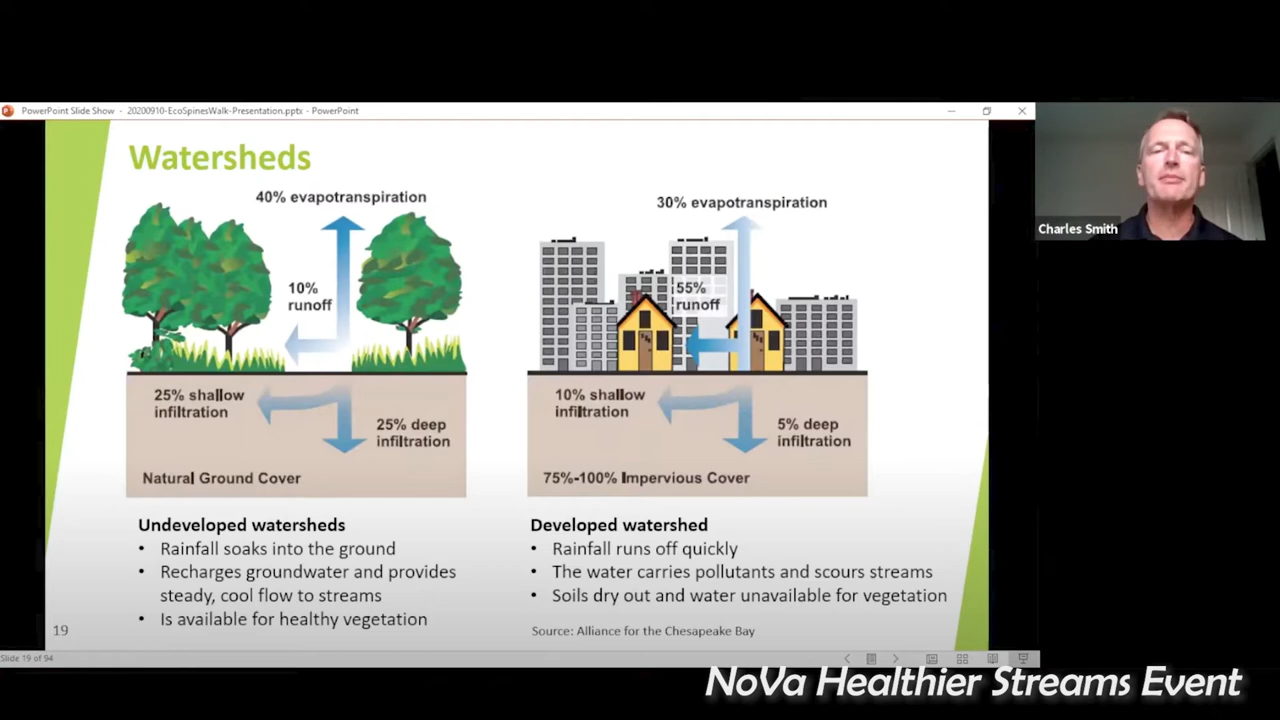 PowerPoint Slide Show - 20200910-EcoSpinesWalk-Presentation.pptx - PowerPoint
Watersheds
40% evapotranspiration
10%
runoff
25% shallow
infiltration
25% deep
infiltration
Natural Ground Cover
30% evapotranspiration
55%
runoff
10% shallow
infiltration
5% deep
infiltration
75%-100% Impervious Cover
Undeveloped watersheds
• Rainfall soaks into the ground
• Recharges groundwater and provides
steady, cool flow to streams
• Is available for healthy vegetation
Developed watershed
• Rainfall runs off quickly
• The water carries pollutants and scours streams
• Soils dry out and water unavailable for vegetation
19
Source: Alliance for the Chesapeake Bay
Slide 19 of 94
Charles Smith
NoVa Healthier Streams Event